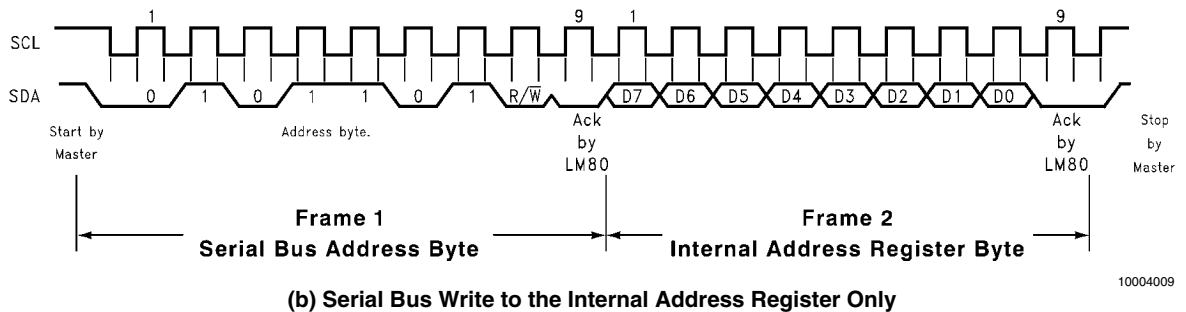 1 9 1 9
SCL
SDA 0 1 0 1 1 0 1 R/W̅ D7 D6 D5 D4 D3 D2 D1 D0
Start by
Master
Address byte.
Ack
by
LM80
Ack
by
LM80
Stop
by
Master
Frame 1
Serial Bus Address Byte
Frame 2
Internal Address Register Byte
10004009
(b) Serial Bus Write to the Internal Address Register Only